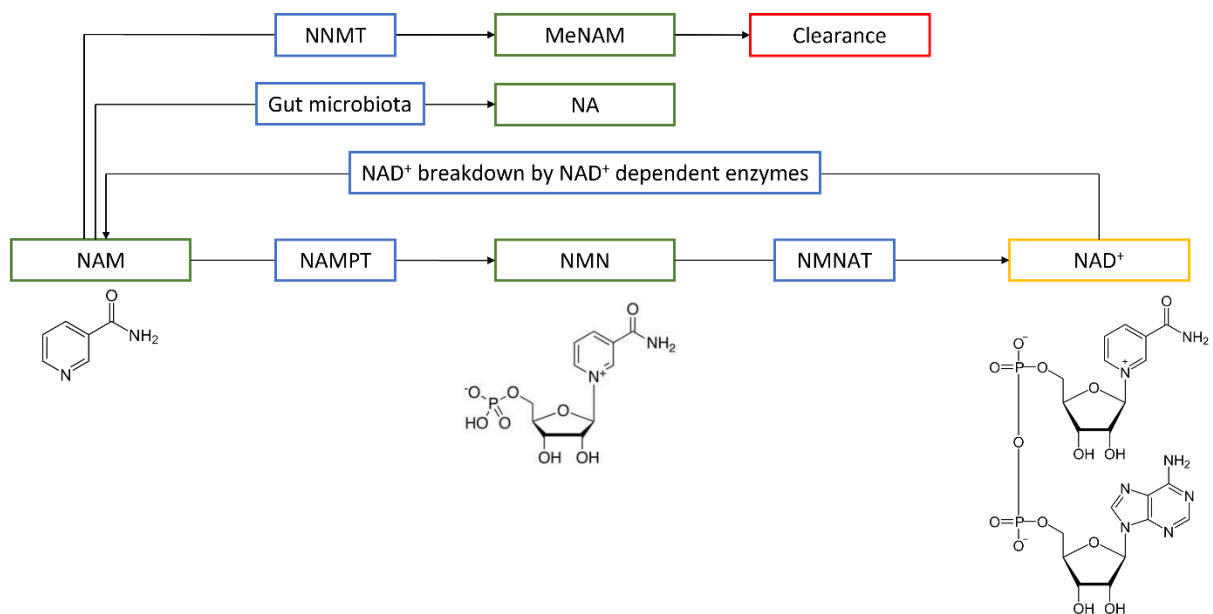 NNMT MeNAM Clearance
Gut microbiota NA
NAD⁺ breakdown by NAD⁺ dependent enzymes
NAM NAMPT NMN NMNAT NAD⁺
O
NH₂
N
O
NH₂
N⁺
⁻O
P
O
O
HO
O
OH OH
O
NH₂
N⁺
O⁻
O P O
O
OH OH
O
NH₂
N N
N N
O P O
O⁻
O
OH OH